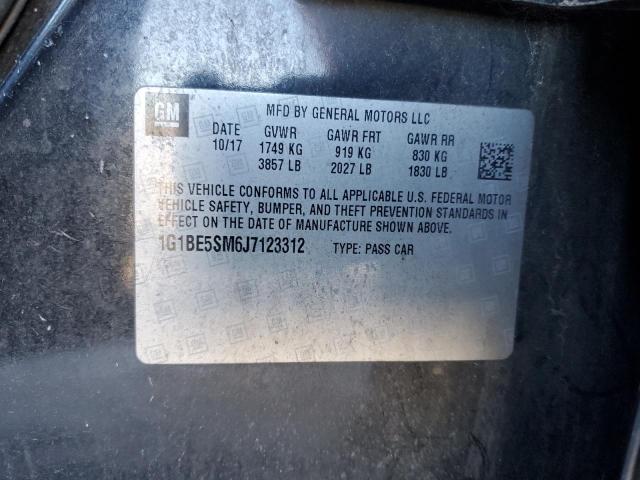 GM
MFD BY GENERAL MOTORS LLC
DATE GVWR GAWR FRT GAWR RR
10/17 1749 KG 919 KG 830 KG
3857 LB 2027 LB 1830 LB
THIS VEHICLE CONFORMS TO ALL APPLICABLE U.S. FEDERAL MOTOR
VEHICLE SAFETY, BUMPER, AND THEFT PREVENTION STANDARDS IN
EFFECT ON THE DATE OF MANUFACTURE SHOWN ABOVE.
1G1BE5SM6J7123312 TYPE: PASS CAR